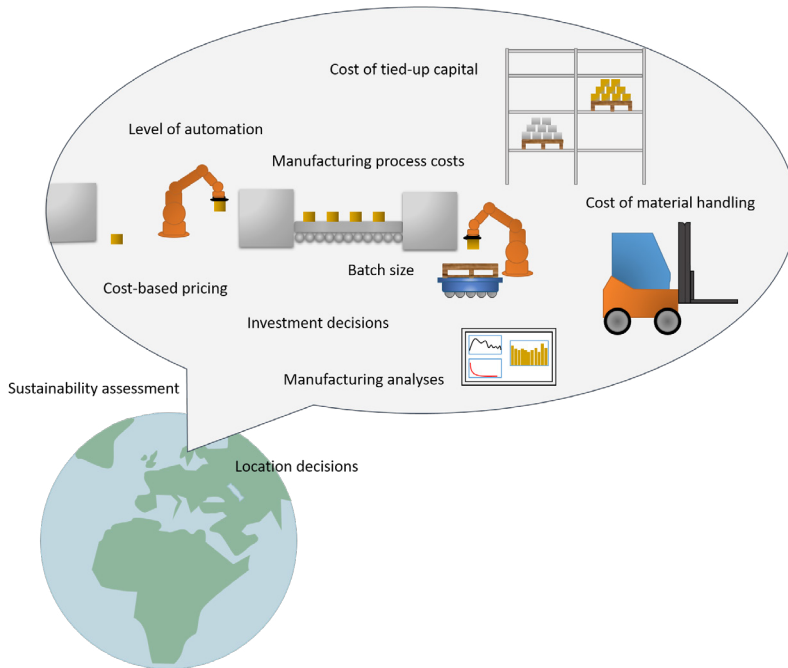 Cost of tied-up capital
Level of automation
Manufacturing process costs
Cost of material handling
Batch size
Cost-based pricing
Investment decisions
Manufacturing analyses
Sustainability assessment
Location decisions